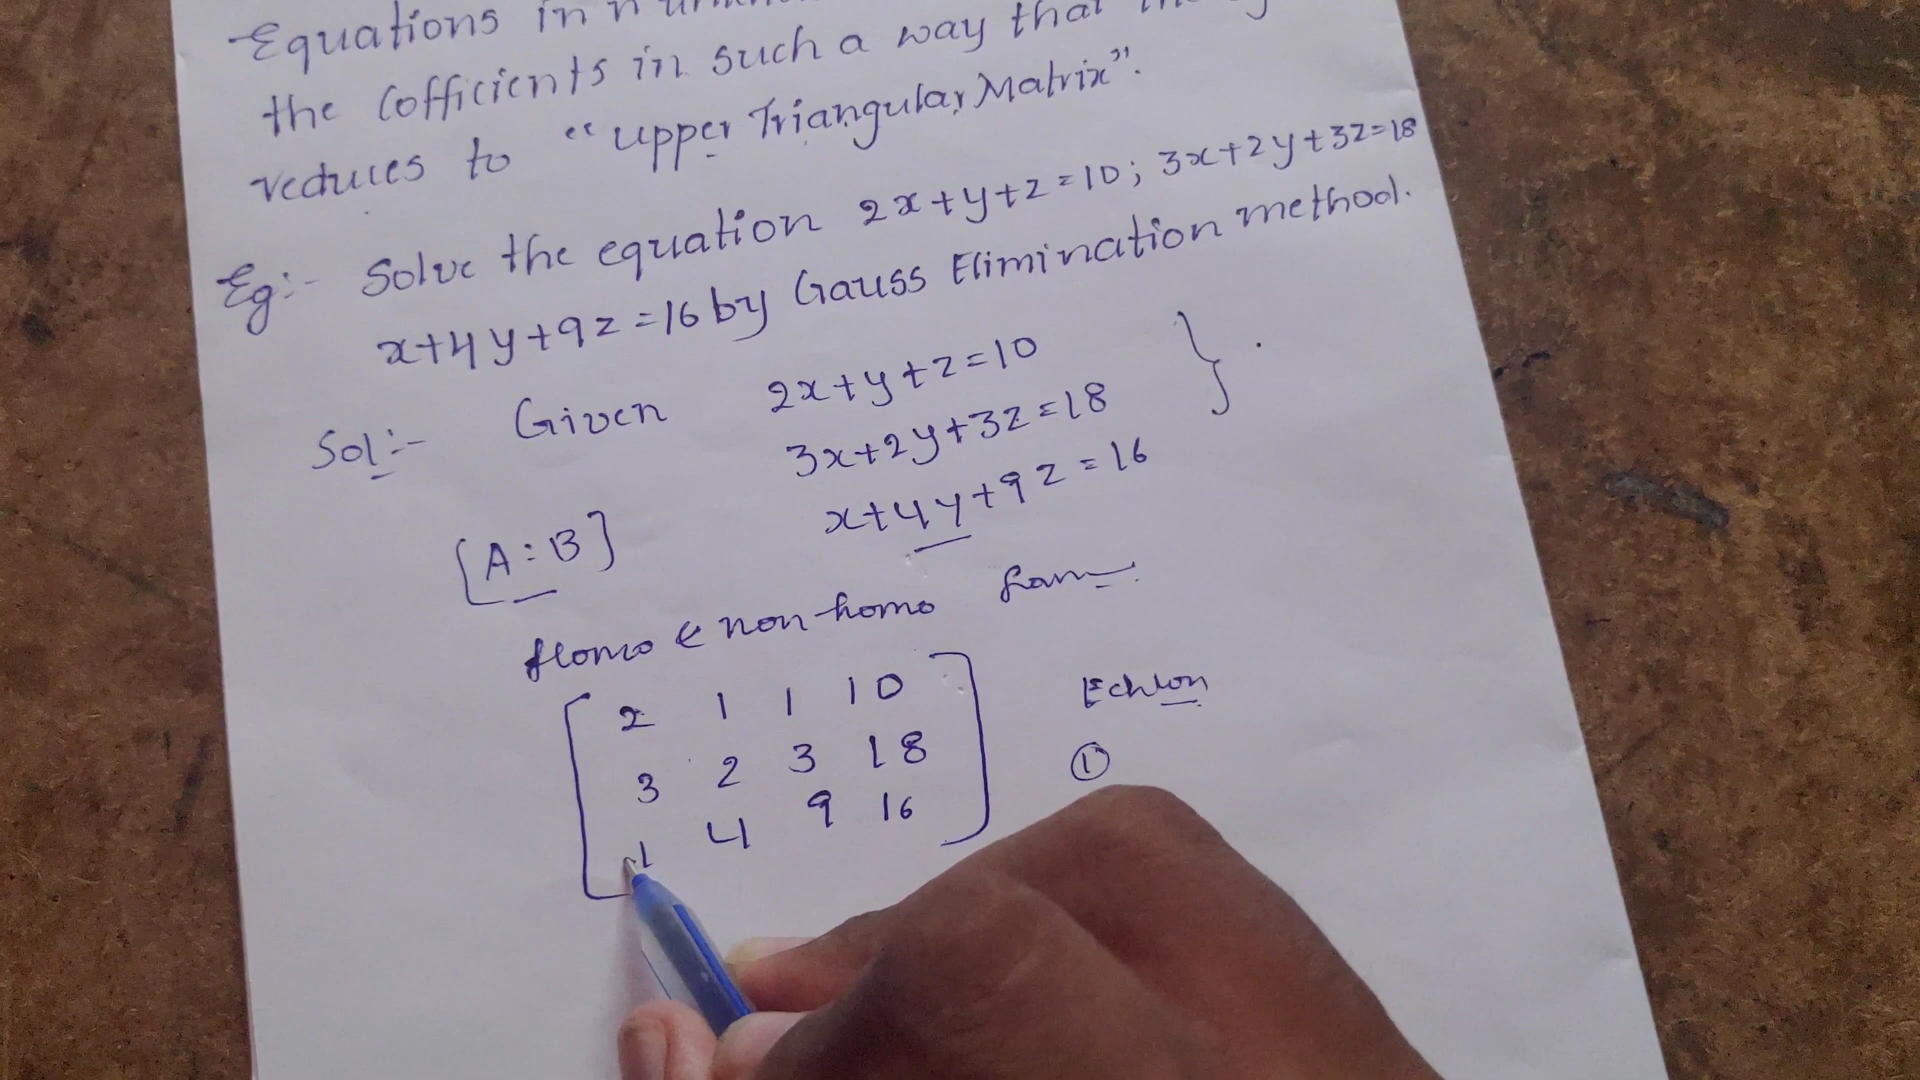 Equations in n
the Cofficients in such a way that
reduces to "upper Triangular Matrix".
Eg:- Solve the equation 2x+y+z=10; 3x+2y+3z=18
x+4y+9z=16 by Gauss Elimination method.
Sol:- Given 2x+y+z=10
3x+2y+3z=18
x+4y+9z=16
[A:B]
Homo & non-homo
2 1 1 10
3 2 3 18
1 4 9 16
Echlon
①